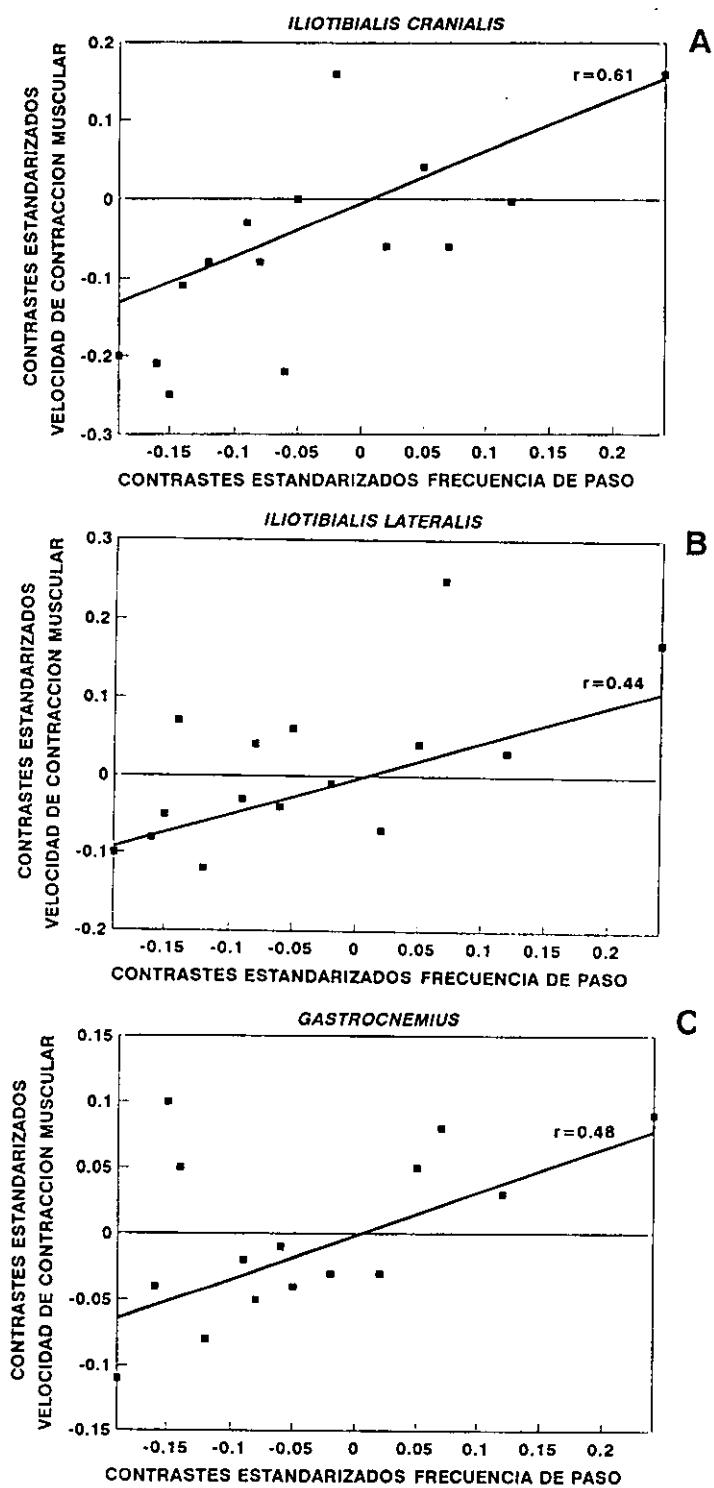 ILIOTIBIALIS CRANIALIS
A
CONTRASTES ESTANDARIZADOS
VELOCIDAD DE CONTRACCION MUSCULAR
0.2
0.1
0
-0.1
-0.2
-0.3
r=0.61
-0.15 -0.1 -0.05 0 0.05 0.1 0.15 0.2
CONTRASTES ESTANDARIZADOS FRECUENCIA DE PASO
ILIOTIBIALIS LATERALIS
B
CONTRASTES ESTANDARIZADOS
VELOCIDAD DE CONTRACCION MUSCULAR
0.3
0.2
0.1
0
-0.1
-0.2
r=0.44
-0.15 -0.1 -0.05 0 0.05 0.1 0.15 0.2
CONTRASTES ESTANDARIZADOS FRECUENCIA DE PASO
GASTROCNEMIUS
C
CONTRASTES ESTANDARIZADOS
VELOCIDAD DE CONTRACCION MUSCULAR
0.15
0.1
0.05
0
-0.05
-0.1
-0.15
r=0.48
-0.15 -0.1 -0.05 0 0.05 0.1 0.15 0.2
CONTRASTES ESTANDARIZADOS FRECUENCIA DE PASO